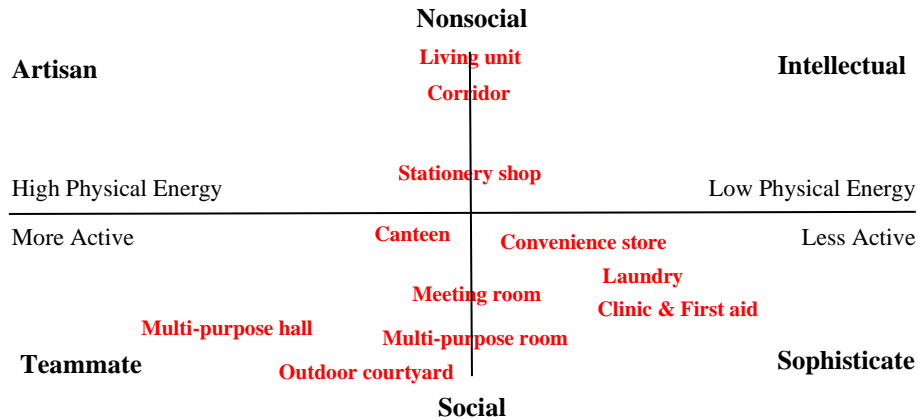 Nonsocial
Living unit
Artisan
Intellectual
Corridor
Stationery shop
High Physical Energy
Low Physical Energy
More Active
Canteen
Convenience store
Less Active
Laundry
Meeting room
Clinic & First aid
Multi-purpose hall
Multi-purpose room
Teammate
Sophisticate
Outdoor courtyard
Social